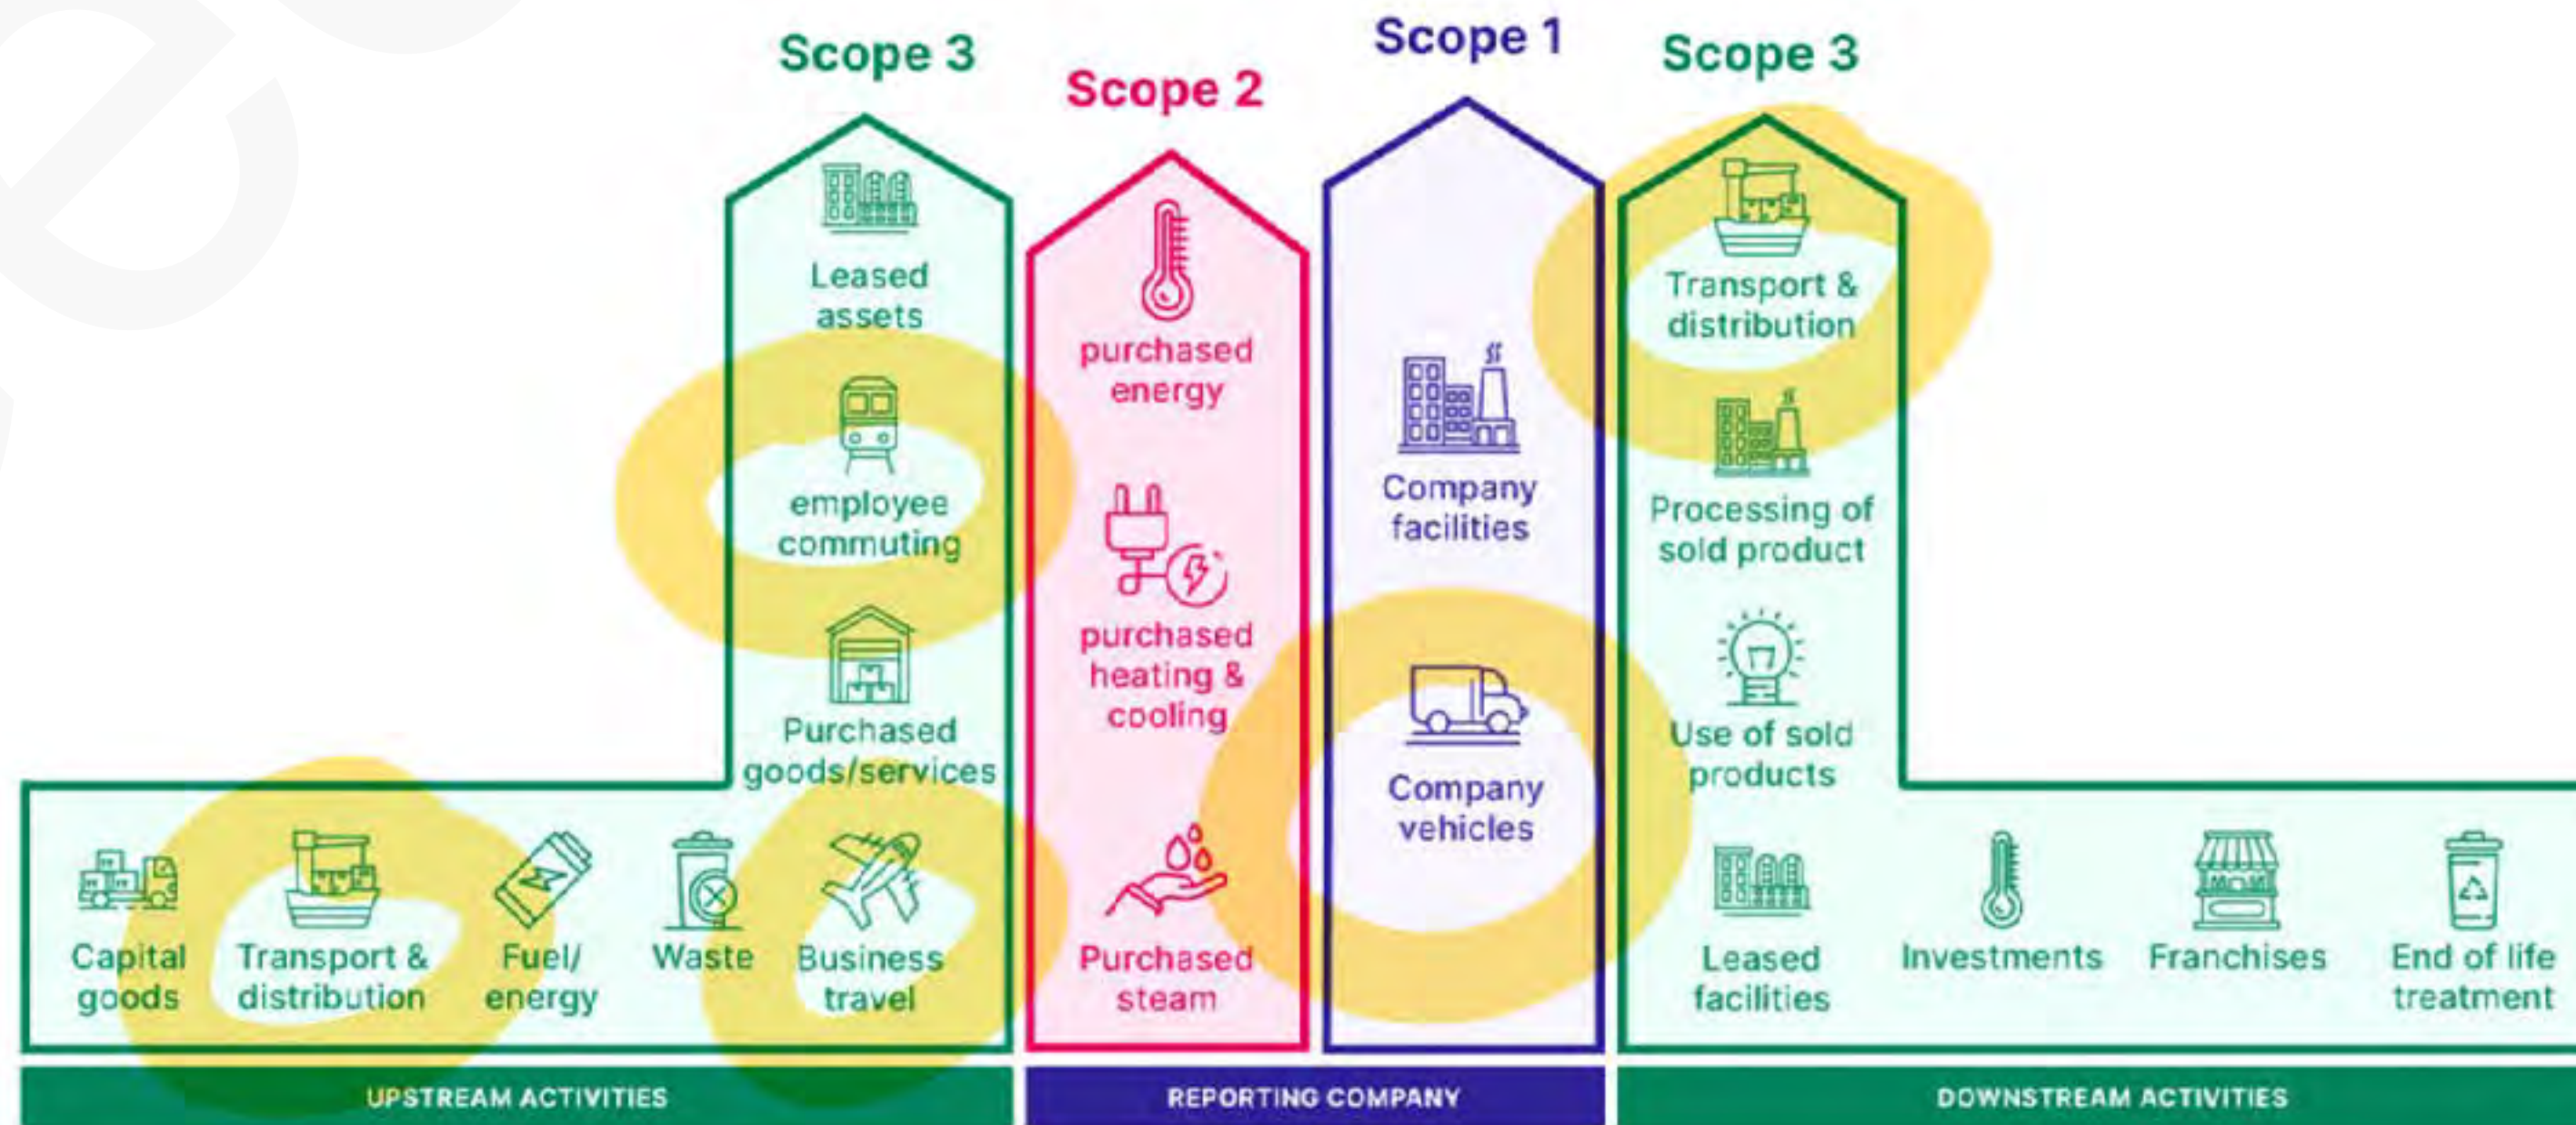 Scope 3
Scope 2
Scope 1
Scope 3
Leased
assets
employee
commuting
Purchased
goods/services
Capital
goods
Transport &
distribution
Fuel/
energy
Waste
Business
travel
purchased
energy
purchased
heating &
cooling
Purchased
steam
Company
facilities
Company
vehicles
Transport &
distribution
Processing of
sold product
Use of sold
products
Leased
facilities
Investments
Franchises
End of life
treatment
UPSTREAM ACTIVITIES
REPORTING COMPANY
DOWNSTREAM ACTIVITIES